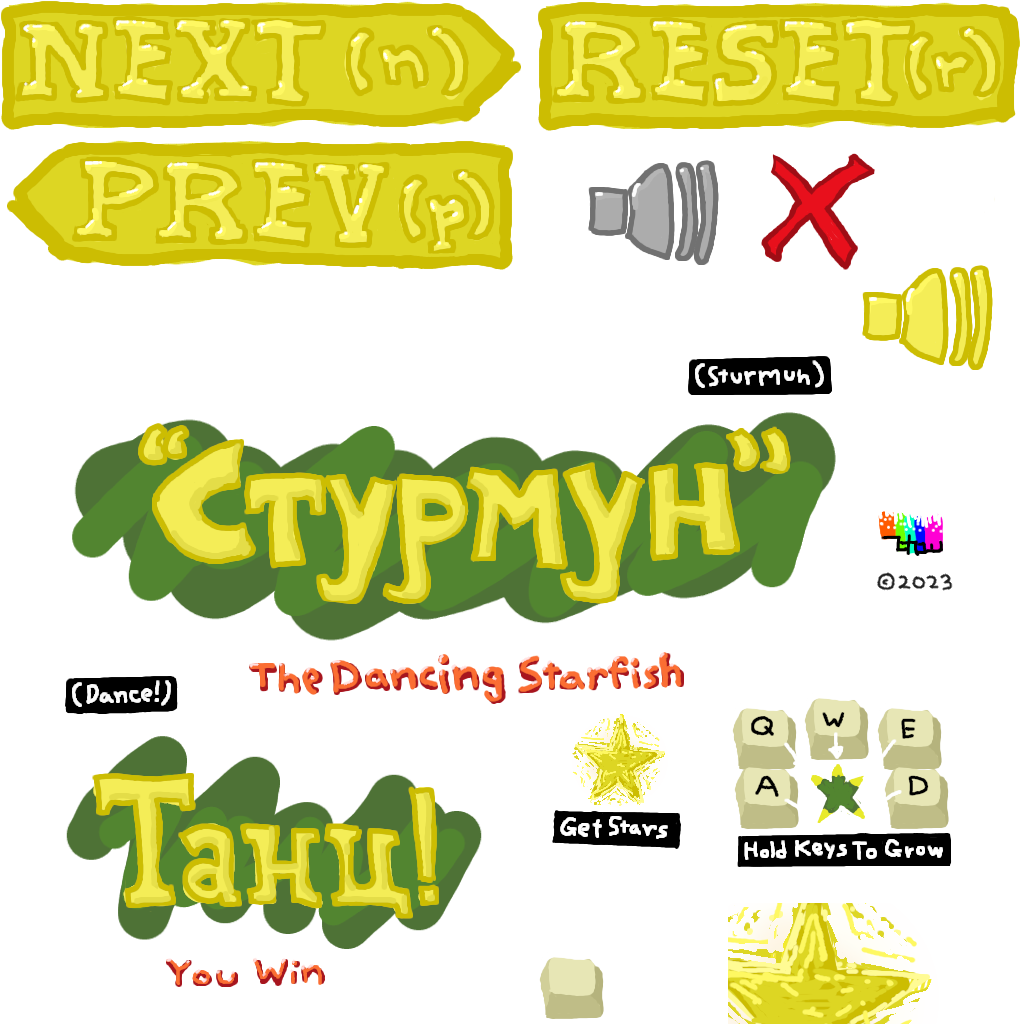 NEXT (n)
RESET (r)
PREV (p)
(Sturmun)
“Стурмун”
©2023
The Dancing Starfish
(Dance!)
Танц!
You Win
Get Stars
Q W E
A D
Hold Keys To Grow